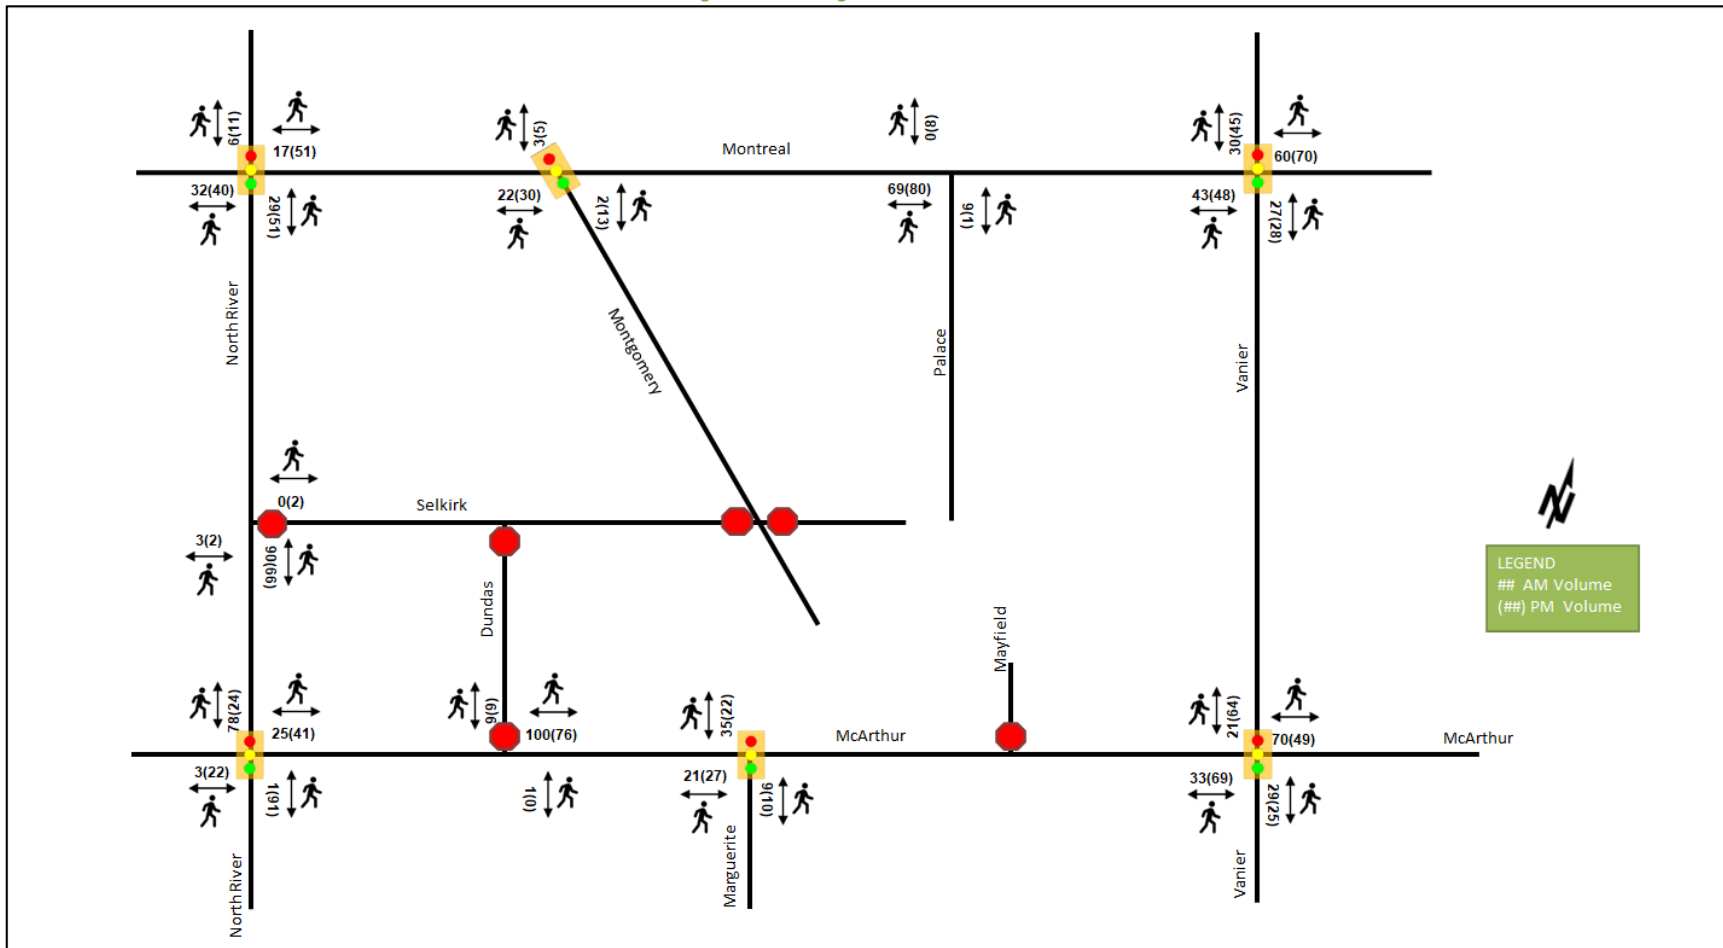 6(11)
17(51)
32(40)
29(51)
3(5)
22(30)
2(13)
Montreal
0(8)
69(80)
9(1)
30(45)
60(70)
43(48)
27(28)
North River
Montgomery
Palace
Vanier
0(2)
Selkirk
3(2)
90(66)
Dundas
Mayfield
LEGEND
## AM Volume
(##) PM Volume
78(24)
25(41)
3(22)
1(91)
9(9)
100(76)
1(0)
35(22)
21(27)
9(10)
McArthur
21(64)
70(49)
33(69)
29(25)
McArthur
North River
Marguerite
Vanier